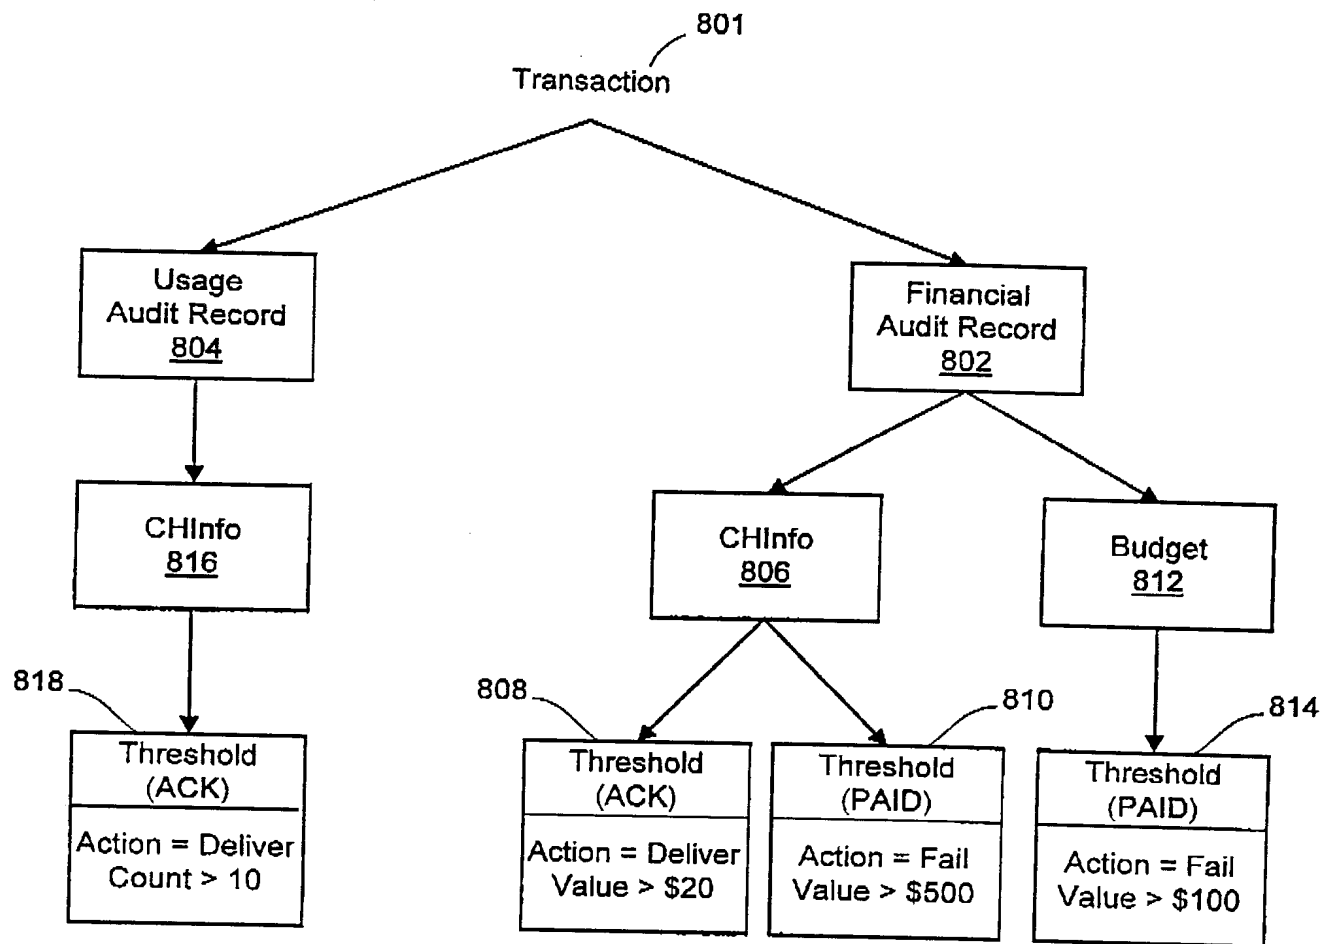 801
Transaction
Usage
Audit Record
804
Financial
Audit Record
802
CHInfo
816
CHInfo
806
Budget
812
818
808
810
814
Threshold
(ACK)
Action = Deliver
Count > 10
Threshold
(ACK)
Action = Deliver
Value > $20
Threshold
(PAID)
Action = Fail
Value > $500
Threshold
(PAID)
Action = Fail
Value > $100